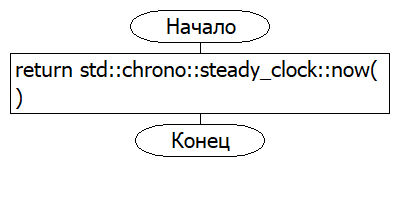 Начало
return std::chrono::steady_clock::now(
)
Конец